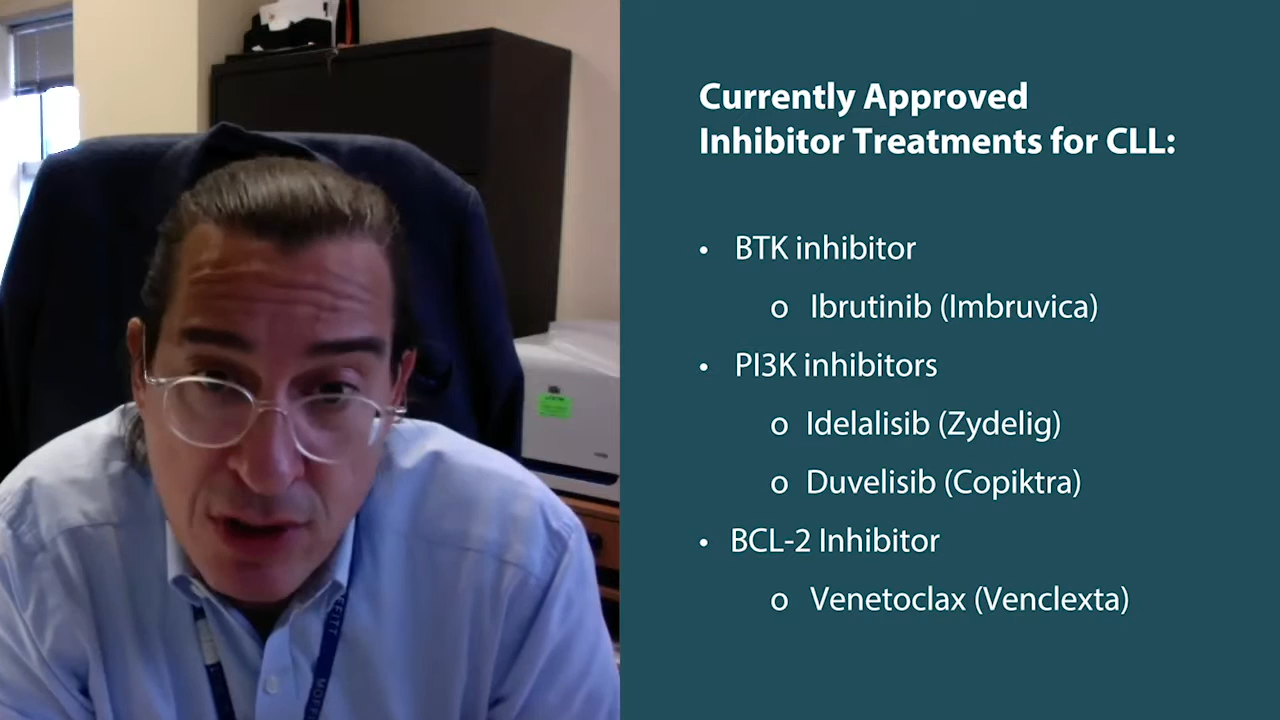 Currently Approved
Inhibitor Treatments for CLL:
• BTK inhibitor
o Ibrutinib (Imbruvica)
• PI3K inhibitors
o Idelalisib (Zydelig)
o Duvelisib (Copiktra)
• BCL-2 Inhibitor
o Venetoclax (Venclexta)